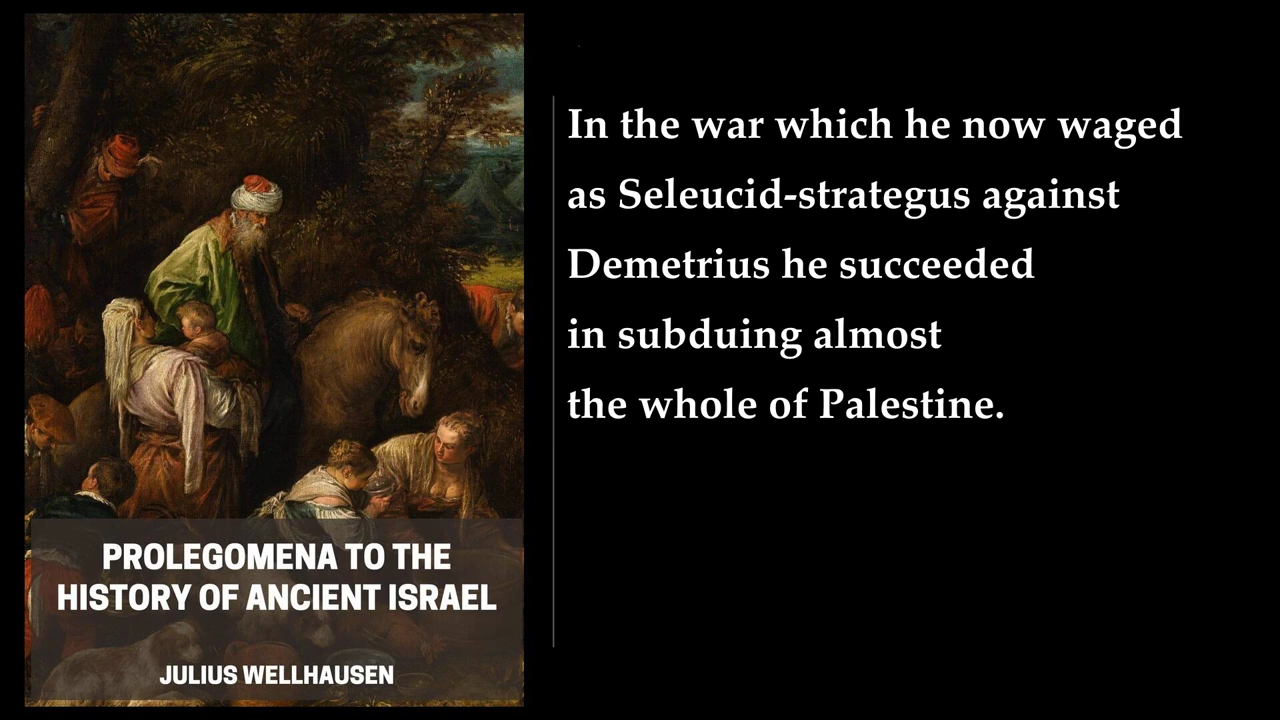 In the war which he now waged
as Seleucid-strategus against
Demetrius he succeeded
in subduing almost
the whole of Palestine.
PROLEGOMENA TO THE
HISTORY OF ANCIENT ISRAEL
JULIUS WELLHAUSEN